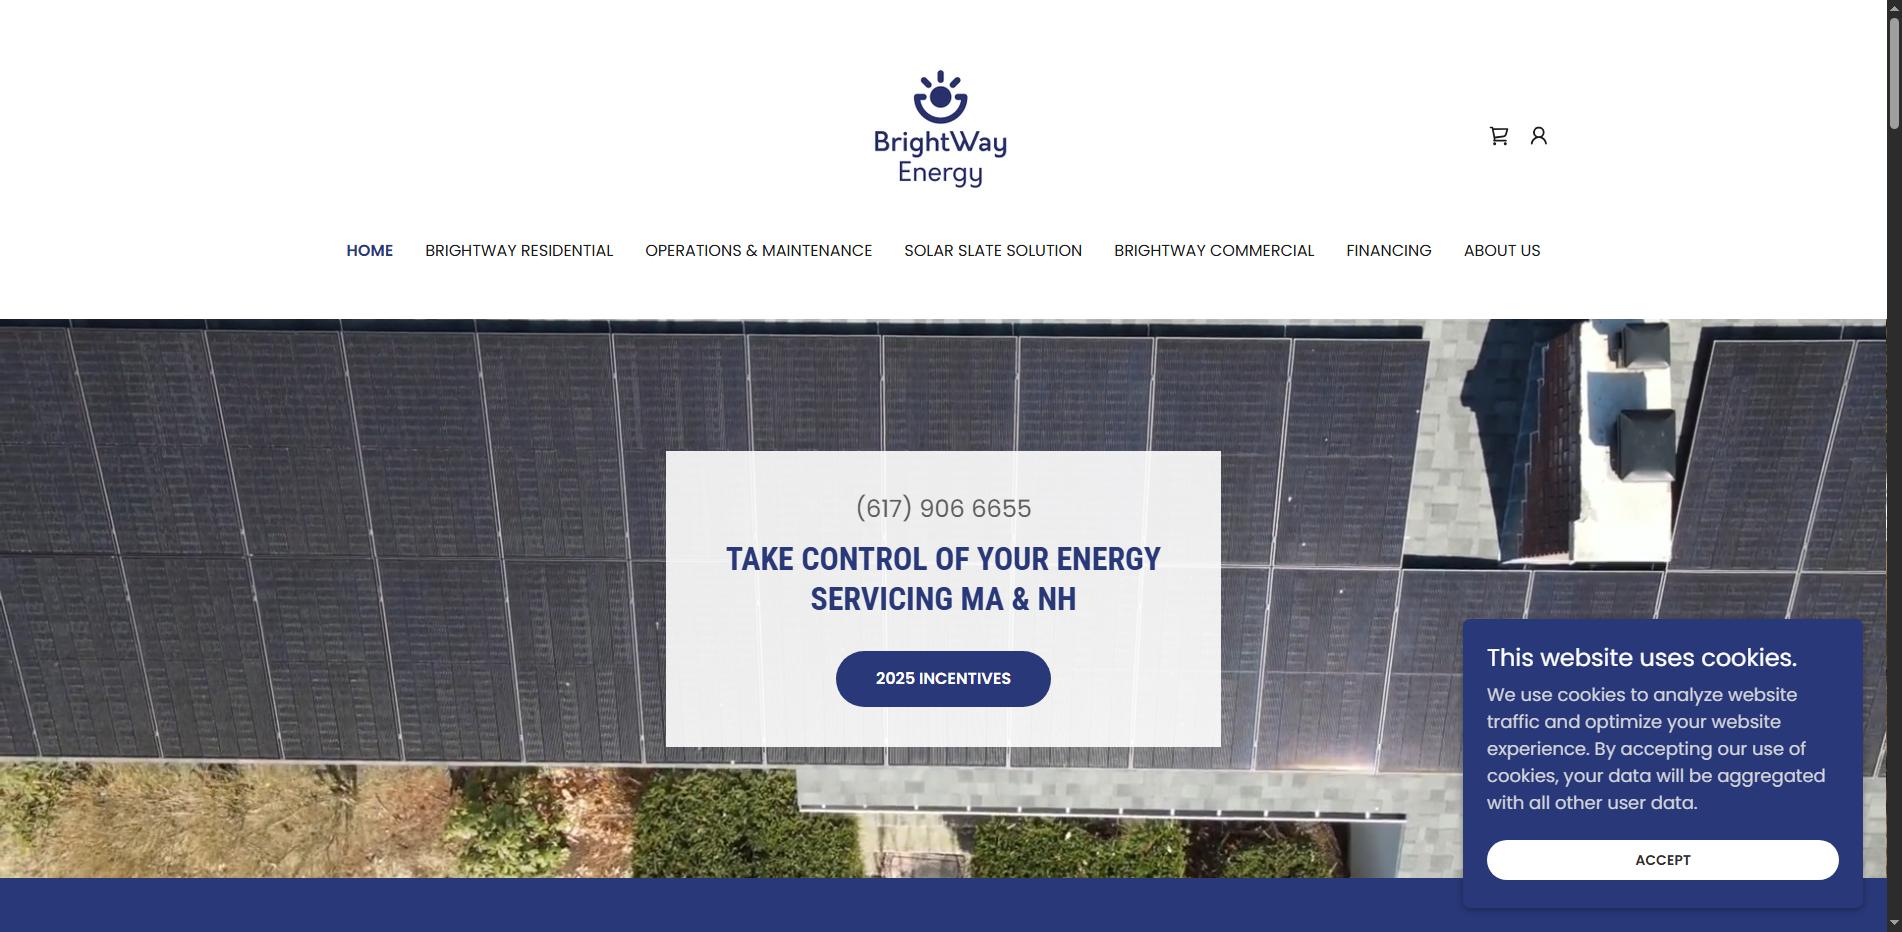 BrightWay
Energy
HOME BRIGHTWAY RESIDENTIAL OPERATIONS & MAINTENANCE SOLAR SLATE SOLUTION BRIGHTWAY COMMERCIAL FINANCING ABOUT US
(617) 906 6655
TAKE CONTROL OF YOUR ENERGY
SERVICING MA & NH
2025 INCENTIVES
This website uses cookies.
We use cookies to analyze website
traffic and optimize your website
experience. By accepting our use of
cookies, your data will be aggregated
with all other user data.
ACCEPT